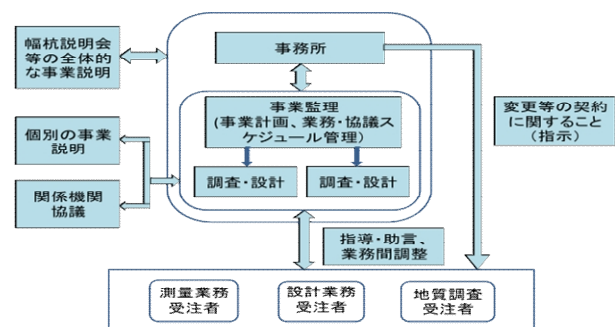 幅杭説明会
等の全体的
な事業説明
事務所
事業監理
(事業計画、業務・協議ス
ケジュール管理)
変更等の契約
に関すること
(指示)
個別の事業
説明
調査・設計
調査・設計
関係機関
協議
指導・助言、
業務間調整
測量業務
受注者
設計業務
受注者
地質調査
受注者